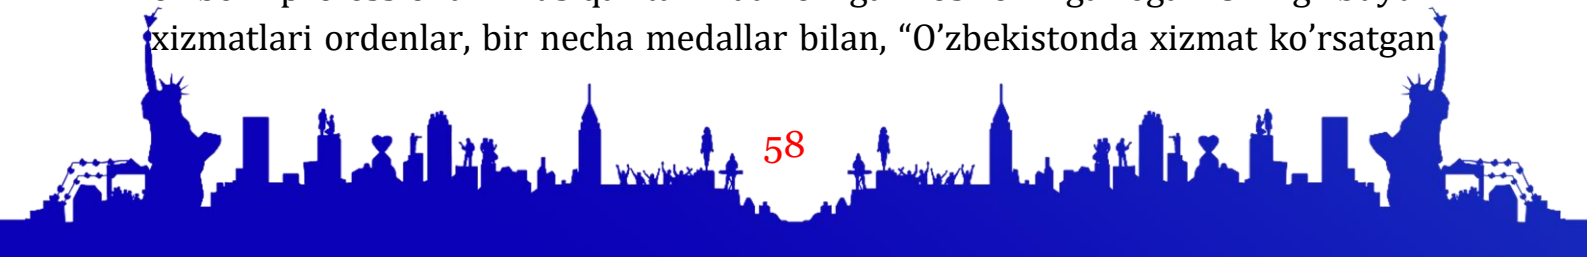 xizmatlari ordenlar, bir necha medallar bilan, “O’zbekistonda xizmat ko’rsatgan
58